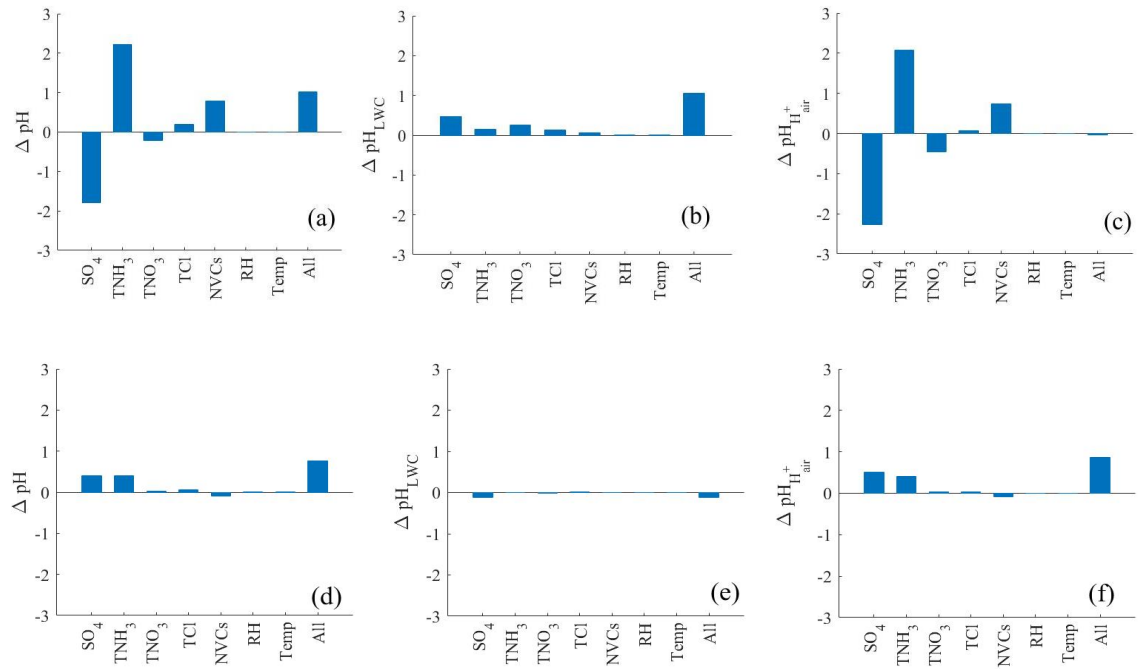 3
2
1
0
-1
-2
-3
Δ pH
SO4
TNH3
TNO3
TCl
NVCs
RH
Temp
All
(a)
3
2
1
0
-1
-2
-3
Δ pHLWC
SO4
TNH3
TNO3
TCl
NVCs
RH
Temp
All
(b)
3
2
1
0
-1
-2
-3
Δ pHH+air
SO4
TNH3
TNO3
TCl
NVCs
RH
Temp
All
(c)
3
2
1
0
-1
-2
-3
Δ pH
SO4
TNH3
TNO3
TCl
NVCs
RH
Temp
All
(d)
3
2
1
0
-1
-2
-3
Δ pHLWC
SO4
TNH3
TNO3
TCl
NVCs
RH
Temp
All
(e)
3
2
1
0
-1
-2
-3
Δ pHH+air
SO4
TNH3
TNO3
TCl
NVCs
RH
Temp
All
(f)